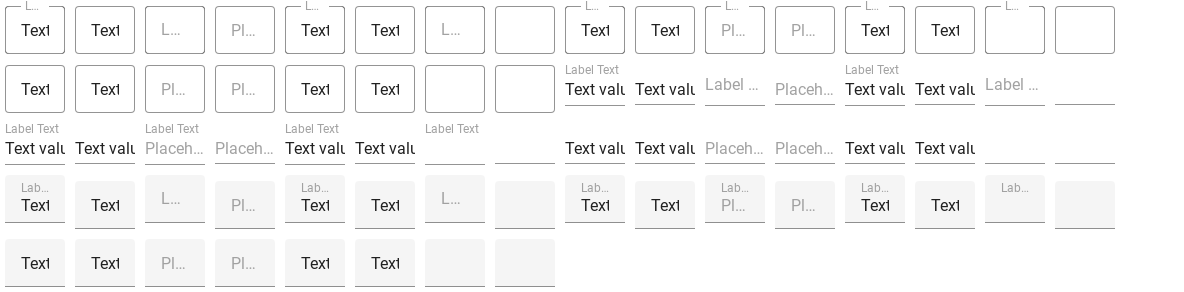 L… L… L… L… L… L…
Text Text L… Pl… Text Text L… Text Text Pl… Pl… Text Text
Label Text Label Text
Text Text Pl… Pl… Text Text Text valu Text valu Label … Placeh… Text valu Text valu Label …
Label Text Label Text Label Text Label Text
Text valu Text valu Placeh… Placeh… Text valu Text valu Text valu Text valu Placeh… Placeh… Text valu Text valu
Lab… Lab… Lab… Lab… Lab… Lab…
Text Text L… Pl… Text Text L… Text Text Pl… Pl… Text Text
Text Text Pl… Pl… Text Text